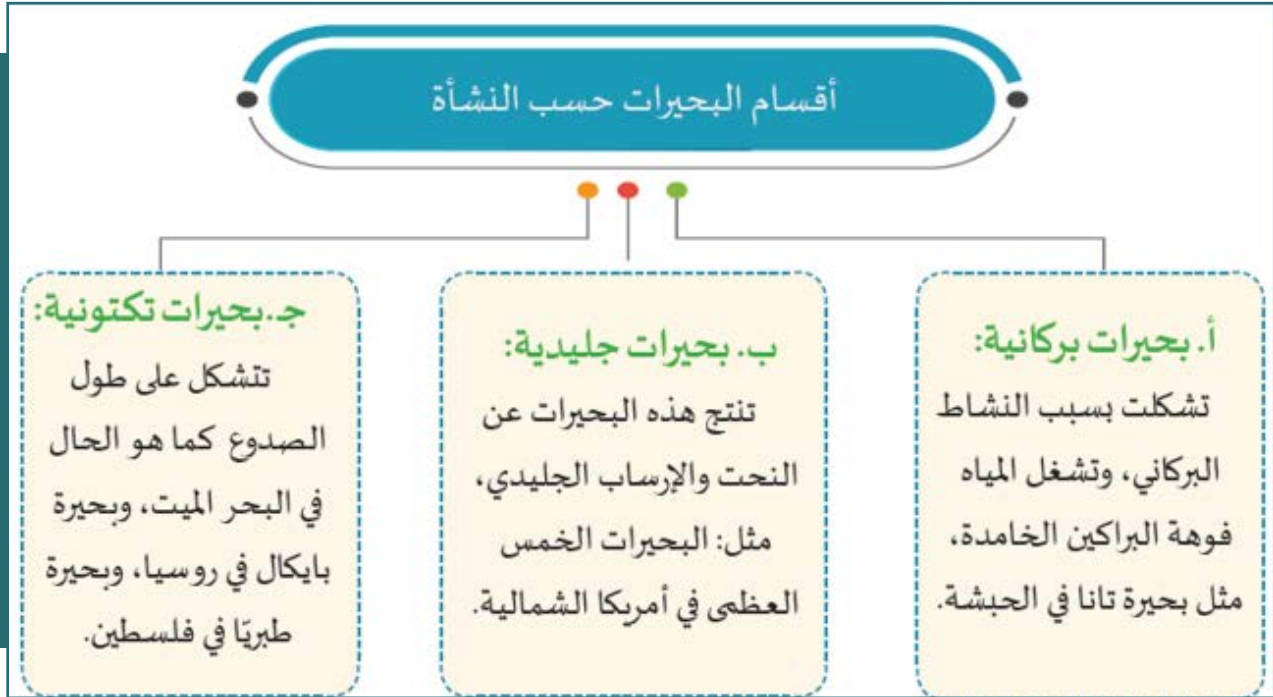 أقسام البحيرات حسب النشأة
أ. بحيرات بركانية:
تشكلت بسبب النشاط
البركاني، وتشغل المياه
فوهة البراكين الخامدة،
مثل بحيرة تانا في الحبشة.
ب. بحيرات جليدية:
تنتج هذه البحيرات عن
النحت والإرساب الجليدي،
مثل: البحيرات الخمس
العظمى في أمريكا الشمالية.
جـ.بحيرات تكتونية:
تتشكل على طول
الصدوع كما هو الحال
في البحر الميت، وبحيرة
بايكال في روسيا، وبحيرة
طبريّا في فلسطين.